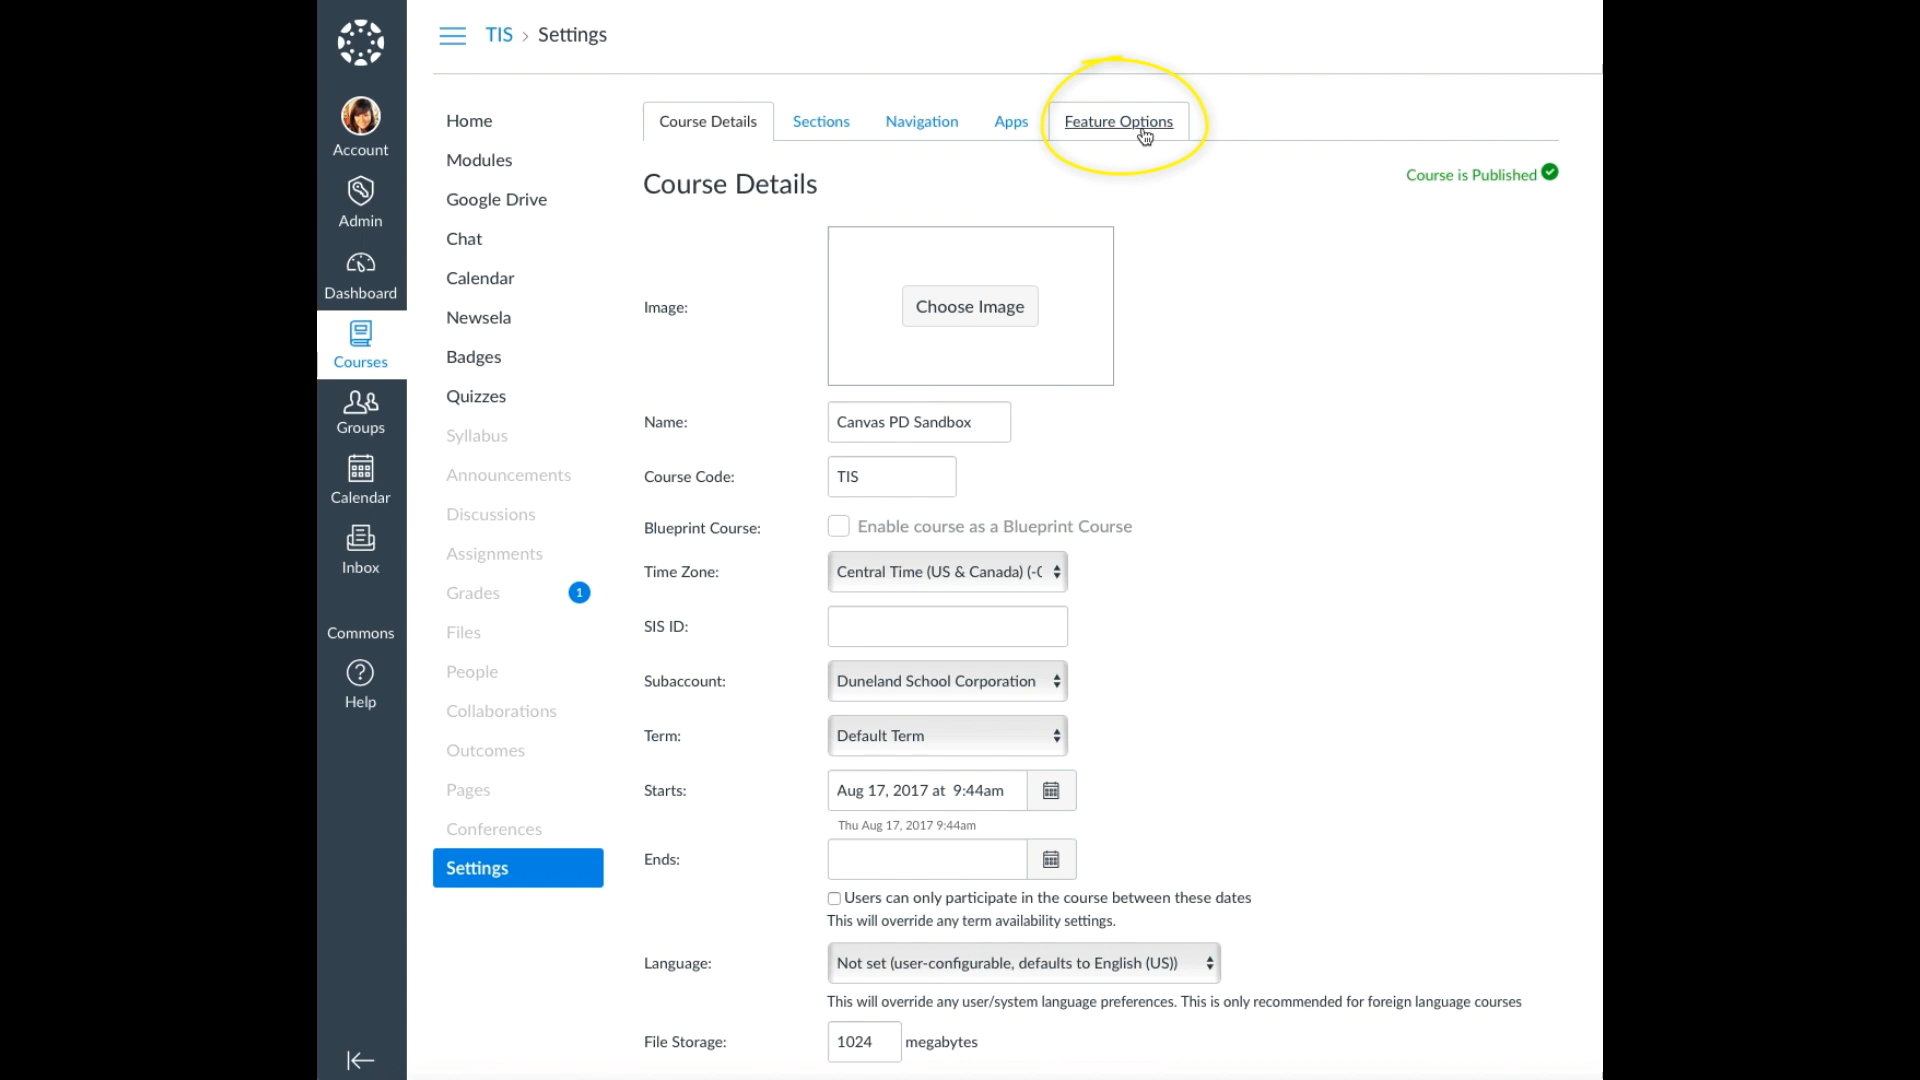 TIS > Settings
Account
Admin
Dashboard
Courses
Groups
Calendar
Inbox
Commons
Help
Home
Modules
Google Drive
Chat
Calendar
Newsela
Badges
Quizzes
Syllabus
Announcements
Discussions
Assignments
Grades 1
Files
People
Collaborations
Outcomes
Pages
Conferences
Settings
Course Details Sections Navigation Apps Feature Options
Course Details
Course is Published
Image: Choose Image
Name: Canvas PD Sandbox
Course Code: TIS
Blueprint Course: Enable course as a Blueprint Course
Time Zone: Central Time (US & Canada) (-0
SIS ID:
Subaccount: Duneland School Corporation
Term: Default Term
Starts: Aug 17, 2017 at 9:44am
Thu Aug 17, 2017 9:44am
Ends:
Users can only participate in the course between these dates
This will override any term availability settings.
Language: Not set (user-configurable, defaults to English (US))
This will override any user/system language preferences. This is only recommended for foreign language courses
File Storage: 1024 megabytes